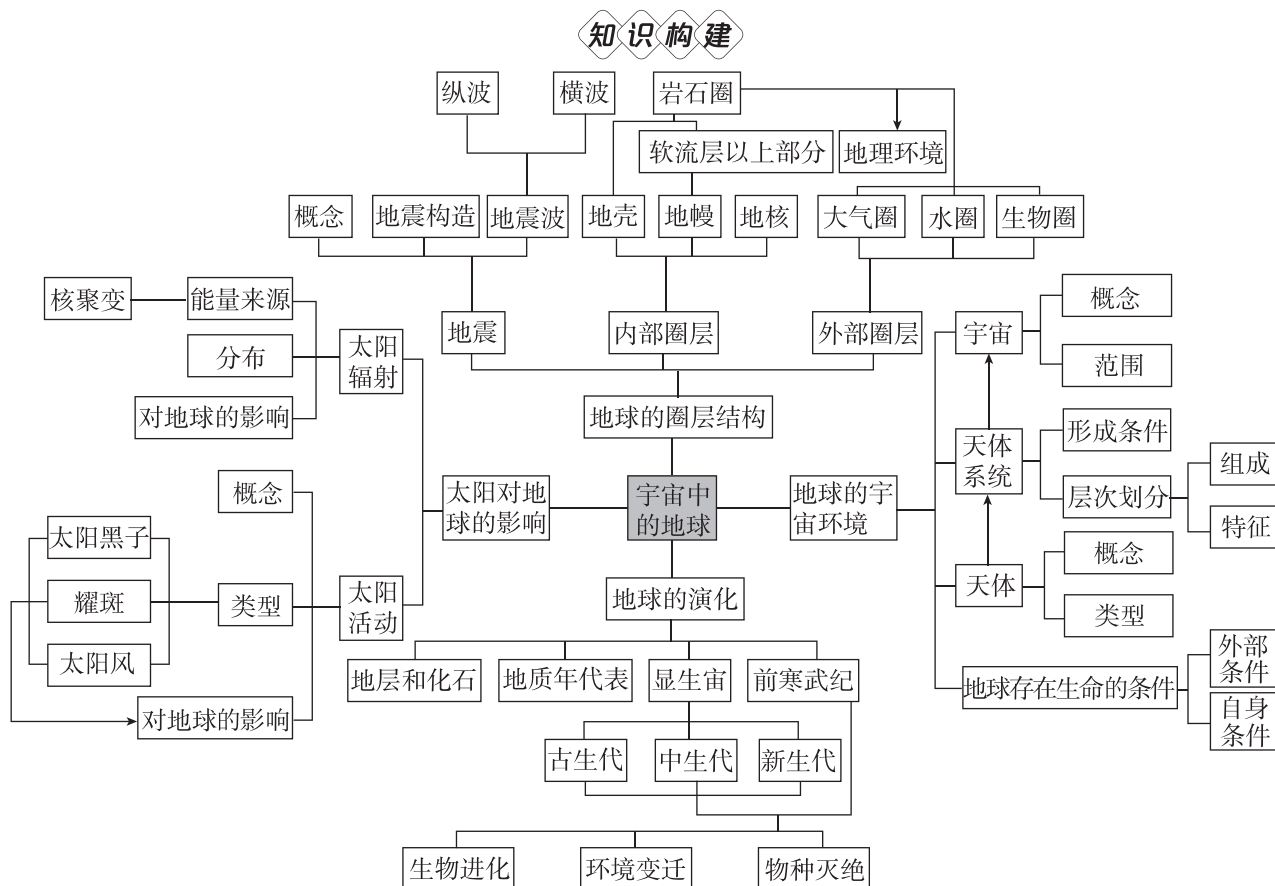 知识构建
纵波
横波
岩石圈
软流层以上部分
地理环境
概念
地震构造
地震波
地壳
地幔
地核
大气圈
水圈
生物圈
核聚变
能量来源
分布
对地球的影响
太阳
辐射
地震
内部圈层
外部圈层
宇宙
概念
范围
地球的圈层结构
天体
系统
形成条件
层次划分
组成
特征
概念
太阳对地
球的影响
宇宙中
的地球
地球的宇
宙环境
太阳黑子
耀斑
太阳风
类型
太阳
活动
对地球的影响
地球的演化
天体
概念
类型
地层和化石
地质年代表
显生宙
前寒武纪
地球存在生命的条件
外部
条件
自身
条件
古生代
中生代
新生代
生物进化
环境变迁
物种灭绝